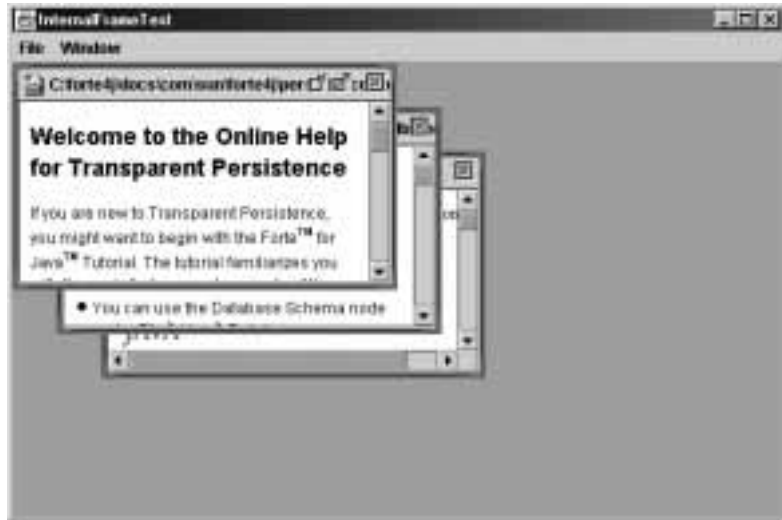 InternalFrameTest
File Window
C:\forte4j\docs\com\sun\forte4j\per
Welcome to the Online Help
for Transparent Persistence
If you are new to Transparent Persistence,
you might want to begin with the Forte™ for
Java™ Tutorial. The tutorial familiarizes you
You can use the Database Schema node